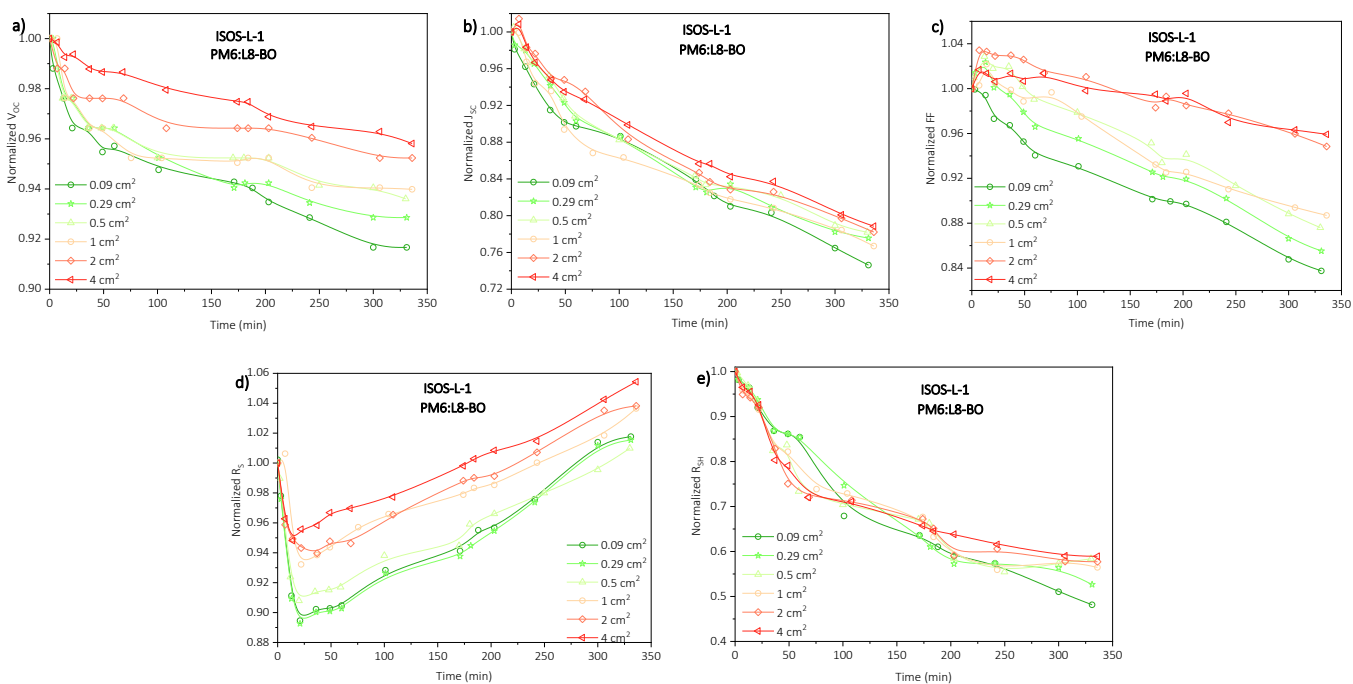 a)
ISOS-L-1
PM6:L8-BO
Normalized V_OC
1.00
0.98
0.96
0.94
0.92
0.90
0.09 cm²
0.29 cm²
0.5 cm²
1 cm²
2 cm²
4 cm²
0 50 100 150 200 250 300 350
Time (min)
b)
ISOS-L-1
PM6:L8-BO
Normalized J_SC
1.00
0.96
0.92
0.88
0.84
0.80
0.76
0.72
0.09 cm²
0.29 cm²
0.5 cm²
1 cm²
2 cm²
4 cm²
0 50 100 150 200 250 300 350
Time (min)
c)
ISOS-L-1
PM6:L8-BO
Normalized FF
1.04
1.00
0.96
0.92
0.88
0.84
0.09 cm²
0.29 cm²
0.5 cm²
1 cm²
2 cm²
4 cm²
0 50 100 150 200 250 300 350
Time (min)
d)
ISOS-L-1
PM6:L8-BO
Normalized R_S
1.06
1.04
1.02
1.00
0.98
0.96
0.94
0.92
0.90
0.88
0.09 cm²
0.29 cm²
0.5 cm²
1 cm²
2 cm²
4 cm²
0 50 100 150 200 250 300 350
Time (min)
e)
ISOS-L-1
PM6:L8-BO
Normalized R_SH
1.0
0.9
0.8
0.7
0.6
0.5
0.4
0.09 cm²
0.29 cm²
0.5 cm²
1 cm²
2 cm²
4 cm²
0 50 100 150 200 250 300 350
Time (min)